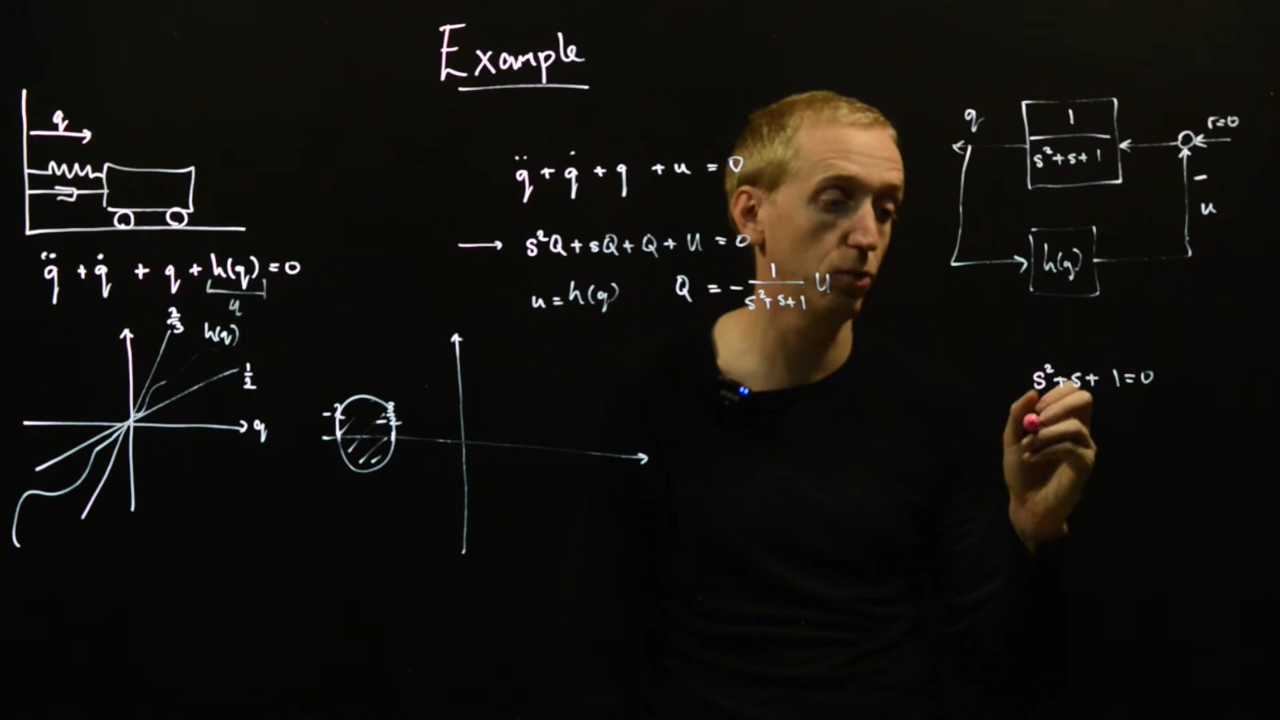 Example
q
q̈ + q̇ + q + h(q) = 0
u
2/3
h(q)
1/2
q
q̈ + q̇ + q + u = 0
→ s²Q + sQ + Q + U = 0
u = h(q)
Q = - 1/(s²+s+1) U
-2
q
1
s²+s+1
r=0
-
u
h(q)
s²+s+1=0